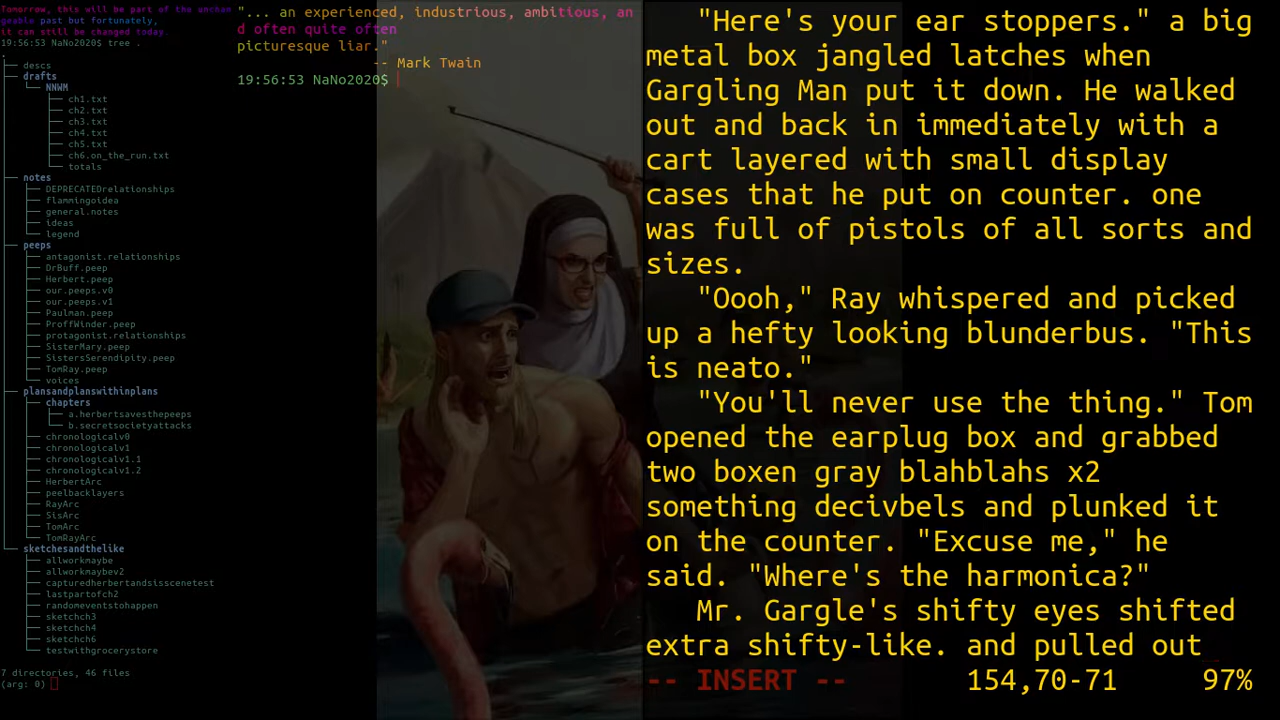 Tomorrow, this will be part of the unchan
geable past but fortunately,
it can still be changed today.
19:56:53 NaNo2020$ tree .
.
├── descs
├── drafts
│   └── NNWM
│       ├── ch1.txt
│       ├── ch2.txt
│       ├── ch3.txt
│       ├── ch4.txt
│       ├── ch5.txt
│       ├── ch6.on_the_run.txt
│       └── totals
├── notes
│   ├── DEPRECATEDrelationships
│   ├── flammingoidea
│   ├── general.notes
│   ├── ideas
│   └── legend
├── peeps
│   ├── antagonist.relationships
│   ├── DrBuff.peep
│   ├── Herbert.peep
│   ├── our.peeps.v0
│   ├── our.peeps.v1
│   ├── Paulman.peep
│   ├── ProffWinder.peep
│   ├── protagonist.relationships
│   ├── SisterMary.peep
│   ├── SistersSerendipity.peep
│   ├── TomRay.peep
│   └── voices
├── plansandplanswithinplans
│   ├── chapters
│   │   ├── a.herbertsavesthepeeps
│   │   └── b.secretsocietyattacks
│   ├── chronologicalv0
│   ├── chronologicalv1
│   ├── chronologicalv1.1
│   ├── chronologicalv1.2
│   ├── HerbertArc
│   ├── peelbacklayers
│   ├── RayArc
│   ├── SisArc
│   ├── TomArc
│   └── TomRayArc
└── sketchesandthelike
    ├── allworkmaybe
    ├── allworkmaybev2
    ├── capturedherbertandsisscenetest
    ├── lastpartofch2
    ├── randomeventstohappen
    ├── sketchch3
    ├── sketchch4
    ├── sketchch6
    └── testwithgrocerystore
7 directories, 46 files
(arg: 0)
"... an experienced, industrious, ambitious, an
d often quite often
picturesque liar."
-- Mark Twain
19:56:53 NaNo2020$
"Here's your ear stoppers." a big
metal box jangled latches when
Gargling Man put it down. He walked
out and back in immediately with a
cart layered with small display
cases that he put on counter. one
was full of pistols of all sorts and
sizes.
"Oooh," Ray whispered and picked
up a hefty looking blunderbus. "This
is neato."
"You'll never use the thing." Tom
opened the earplug box and grabbed
two boxen gray blahblahs x2
something decivbels and plunked it
on the counter. "Excuse me," he
said. "Where's the harmonica?"
Mr. Gargle's shifty eyes shifted
extra shifty-like. and pulled out
-- INSERT -- 154,70-71 97%